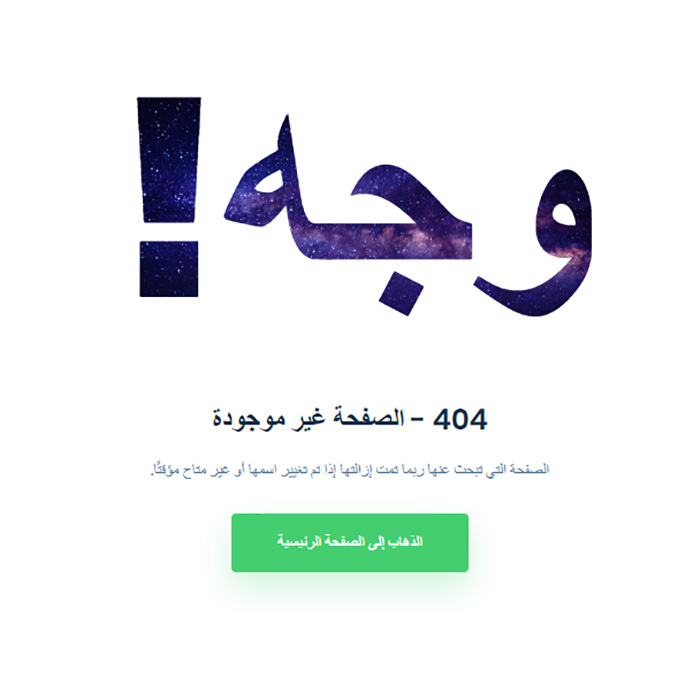 وجه!
404 - الصفحة غير موجودة
الصفحة التي تبحث عنها ربما تمت إزالتها إذا تم تغيير اسمها أو غير متاح مؤقتًا.
الذهاب إلى الصفحة الرئيسية